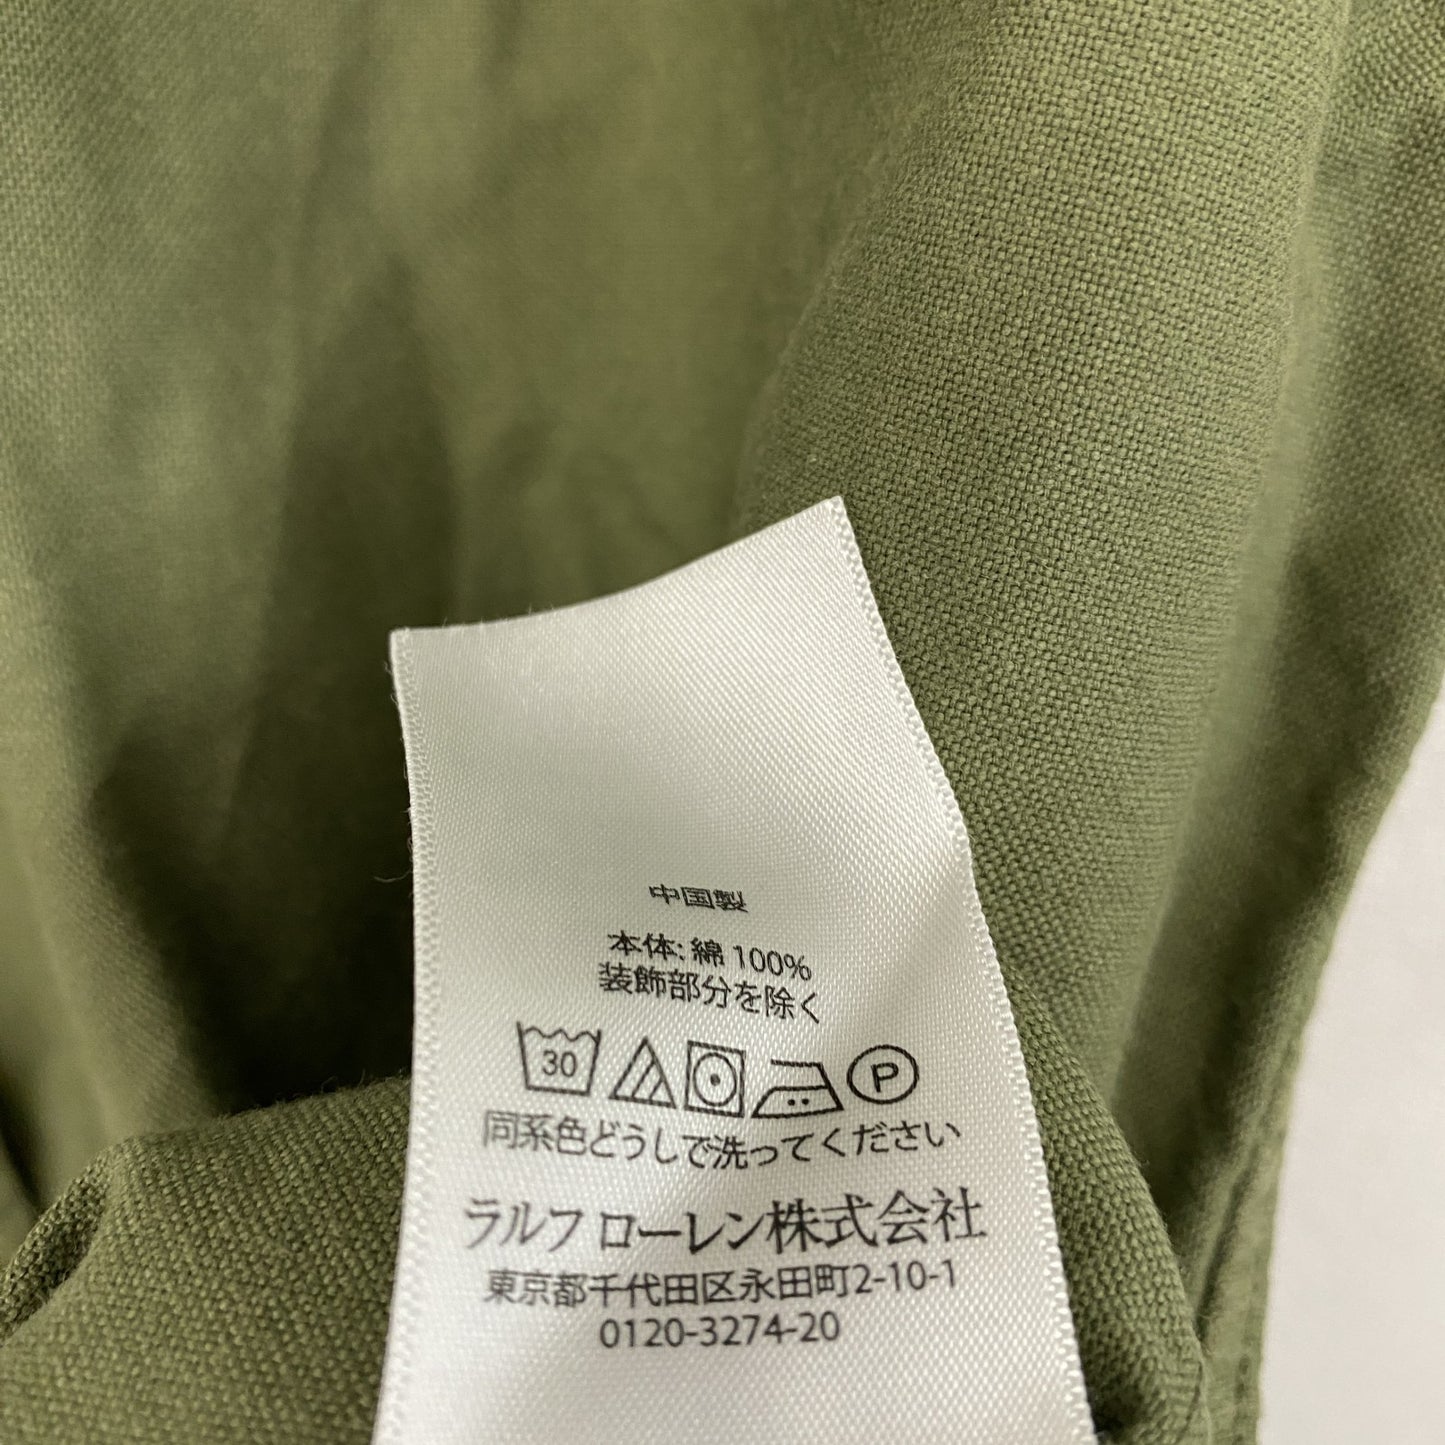 中国製
本体: 綿 100%
装飾部分を除く
30 P
同系色どうしで洗ってください
ラルフ ローレン株式会社
東京都千代田区永田町2-10-1
0120-3274-20